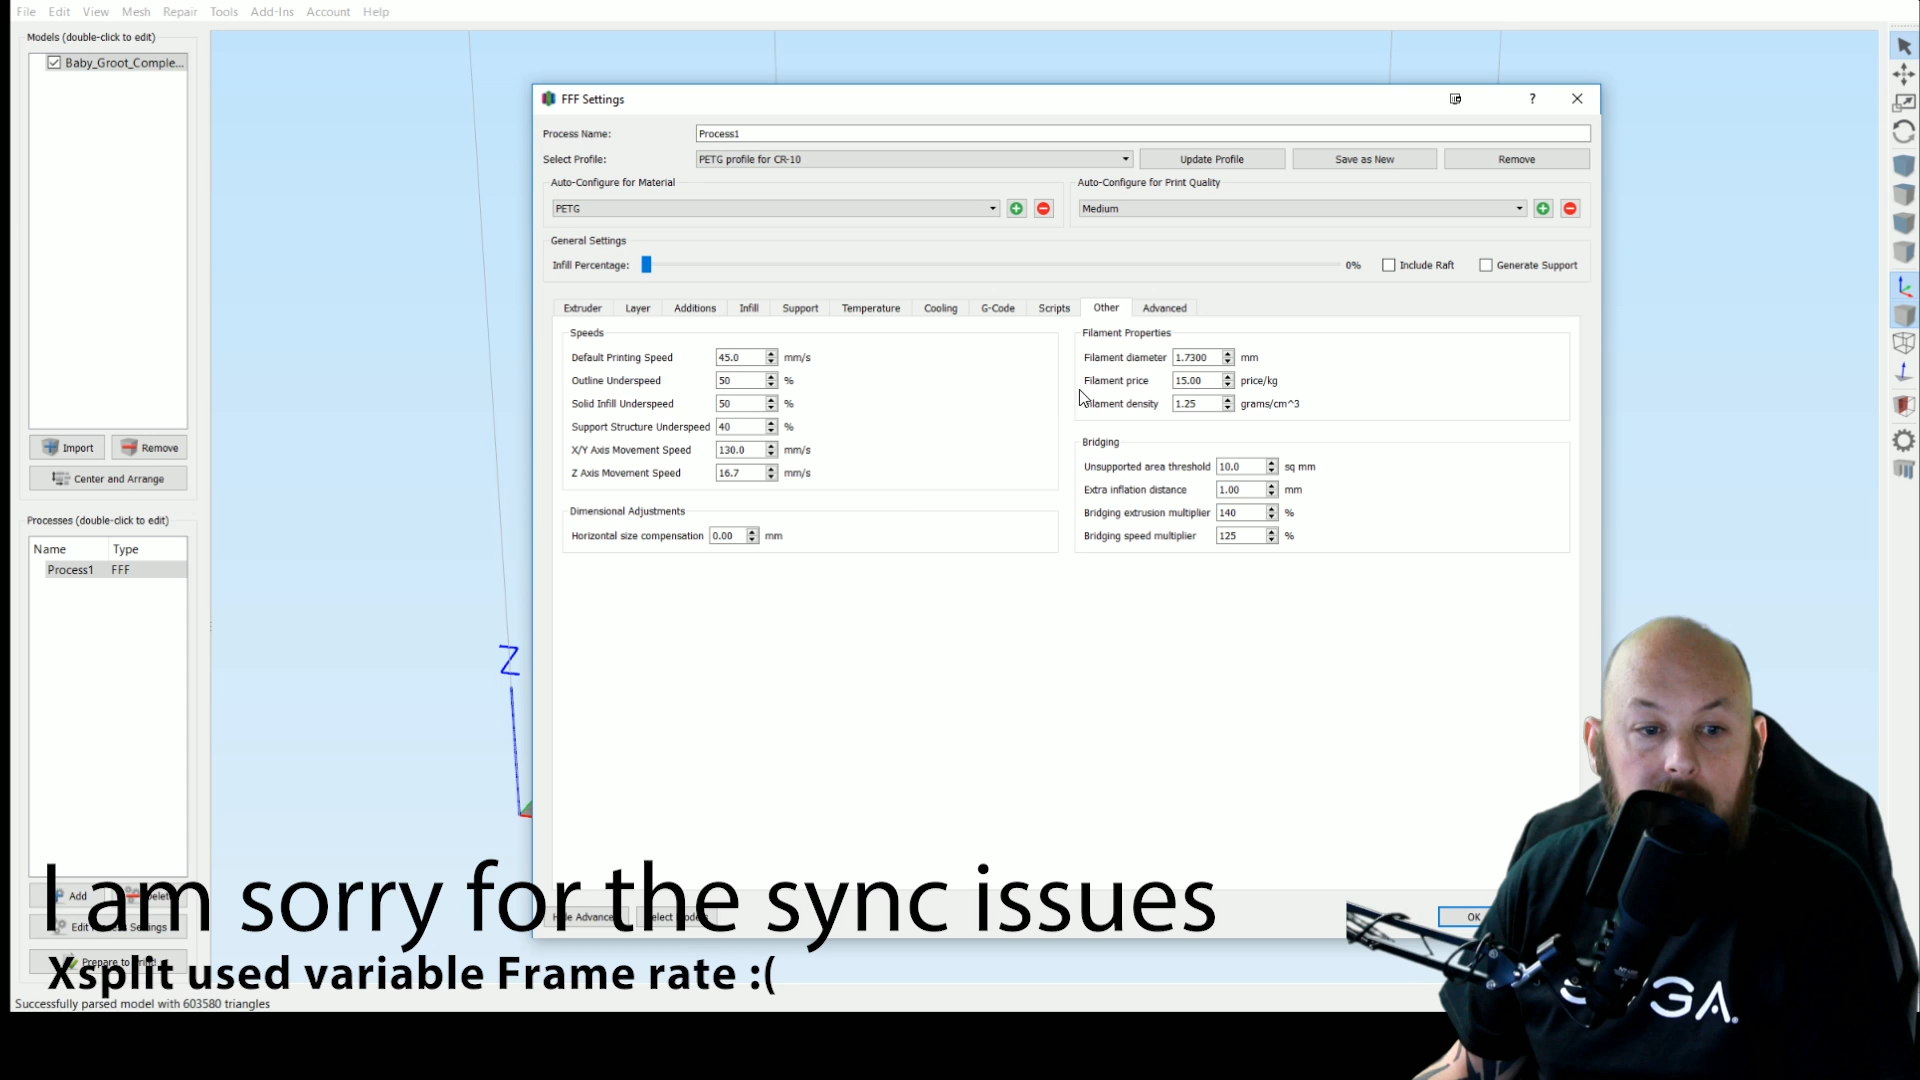 File Edit View Mesh Repair Tools Add-Ins Account Help
Models (double-click to edit)
Baby_Groot_Comple...
Import Remove
Center and Arrange
Processes (double-click to edit)
Name Type
Process1 FFF
Add
Edit
Successfully parsed model with 603580 triangles
FFF Settings ?
Process Name: Process1
Select Profile: PETG profile for CR-10 Update Profile Save as New Remove
Auto-Configure for Material Auto-Configure for Print Quality
PETG Medium
General Settings
Infill Percentage: 0% Include Raft Generate Support
Extruder Layer Additions Infill Support Temperature Cooling G-Code Scripts Other Advanced
Speeds
Default Printing Speed 45.0 mm/s
Outline Underspeed 50 %
Solid Infill Underspeed 50 %
Support Structure Underspeed 40 %
X/Y Axis Movement Speed 130.0 mm/s
Z Axis Movement Speed 16.7 mm/s
Dimensional Adjustments
Horizontal size compensation 0.00 mm
Filament Properties
Filament diameter 1.7300 mm
Filament price 15.00 price/kg
Filament density 1.25 grams/cm^3
Bridging
Unsupported area threshold 10.0 sq mm
Extra inflation distance 1.00 mm
Bridging extrusion multiplier 140 %
Bridging speed multiplier 125 %
OK
Z
I am sorry for the sync issues
Xsplit used variable Frame rate :(